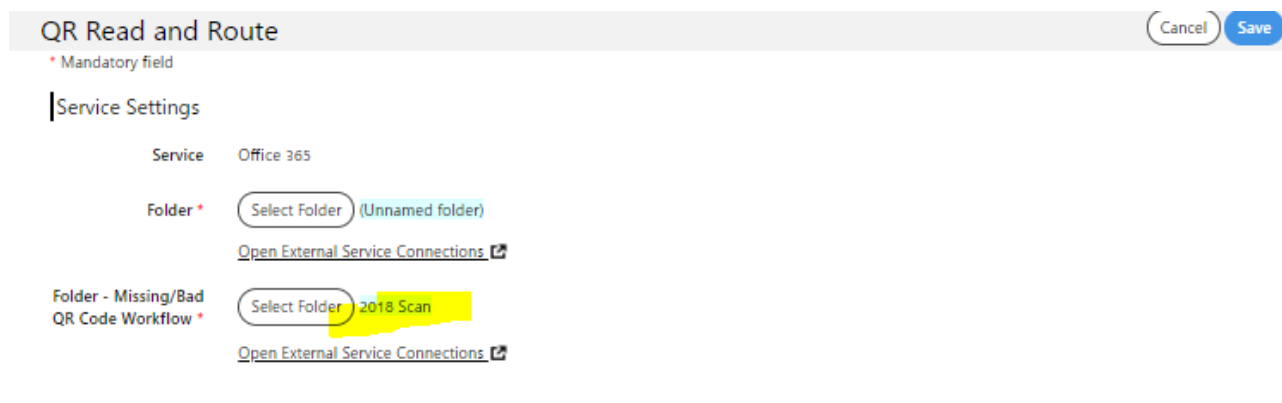 QR Read and Route
Cancel
Save
* Mandatory field
Service Settings
Service Office 365
Folder * Select Folder (Unnamed folder)
Open External Service Connections
Folder - Missing/Bad
QR Code Workflow * Select Folder 2018 Scan
Open External Service Connections